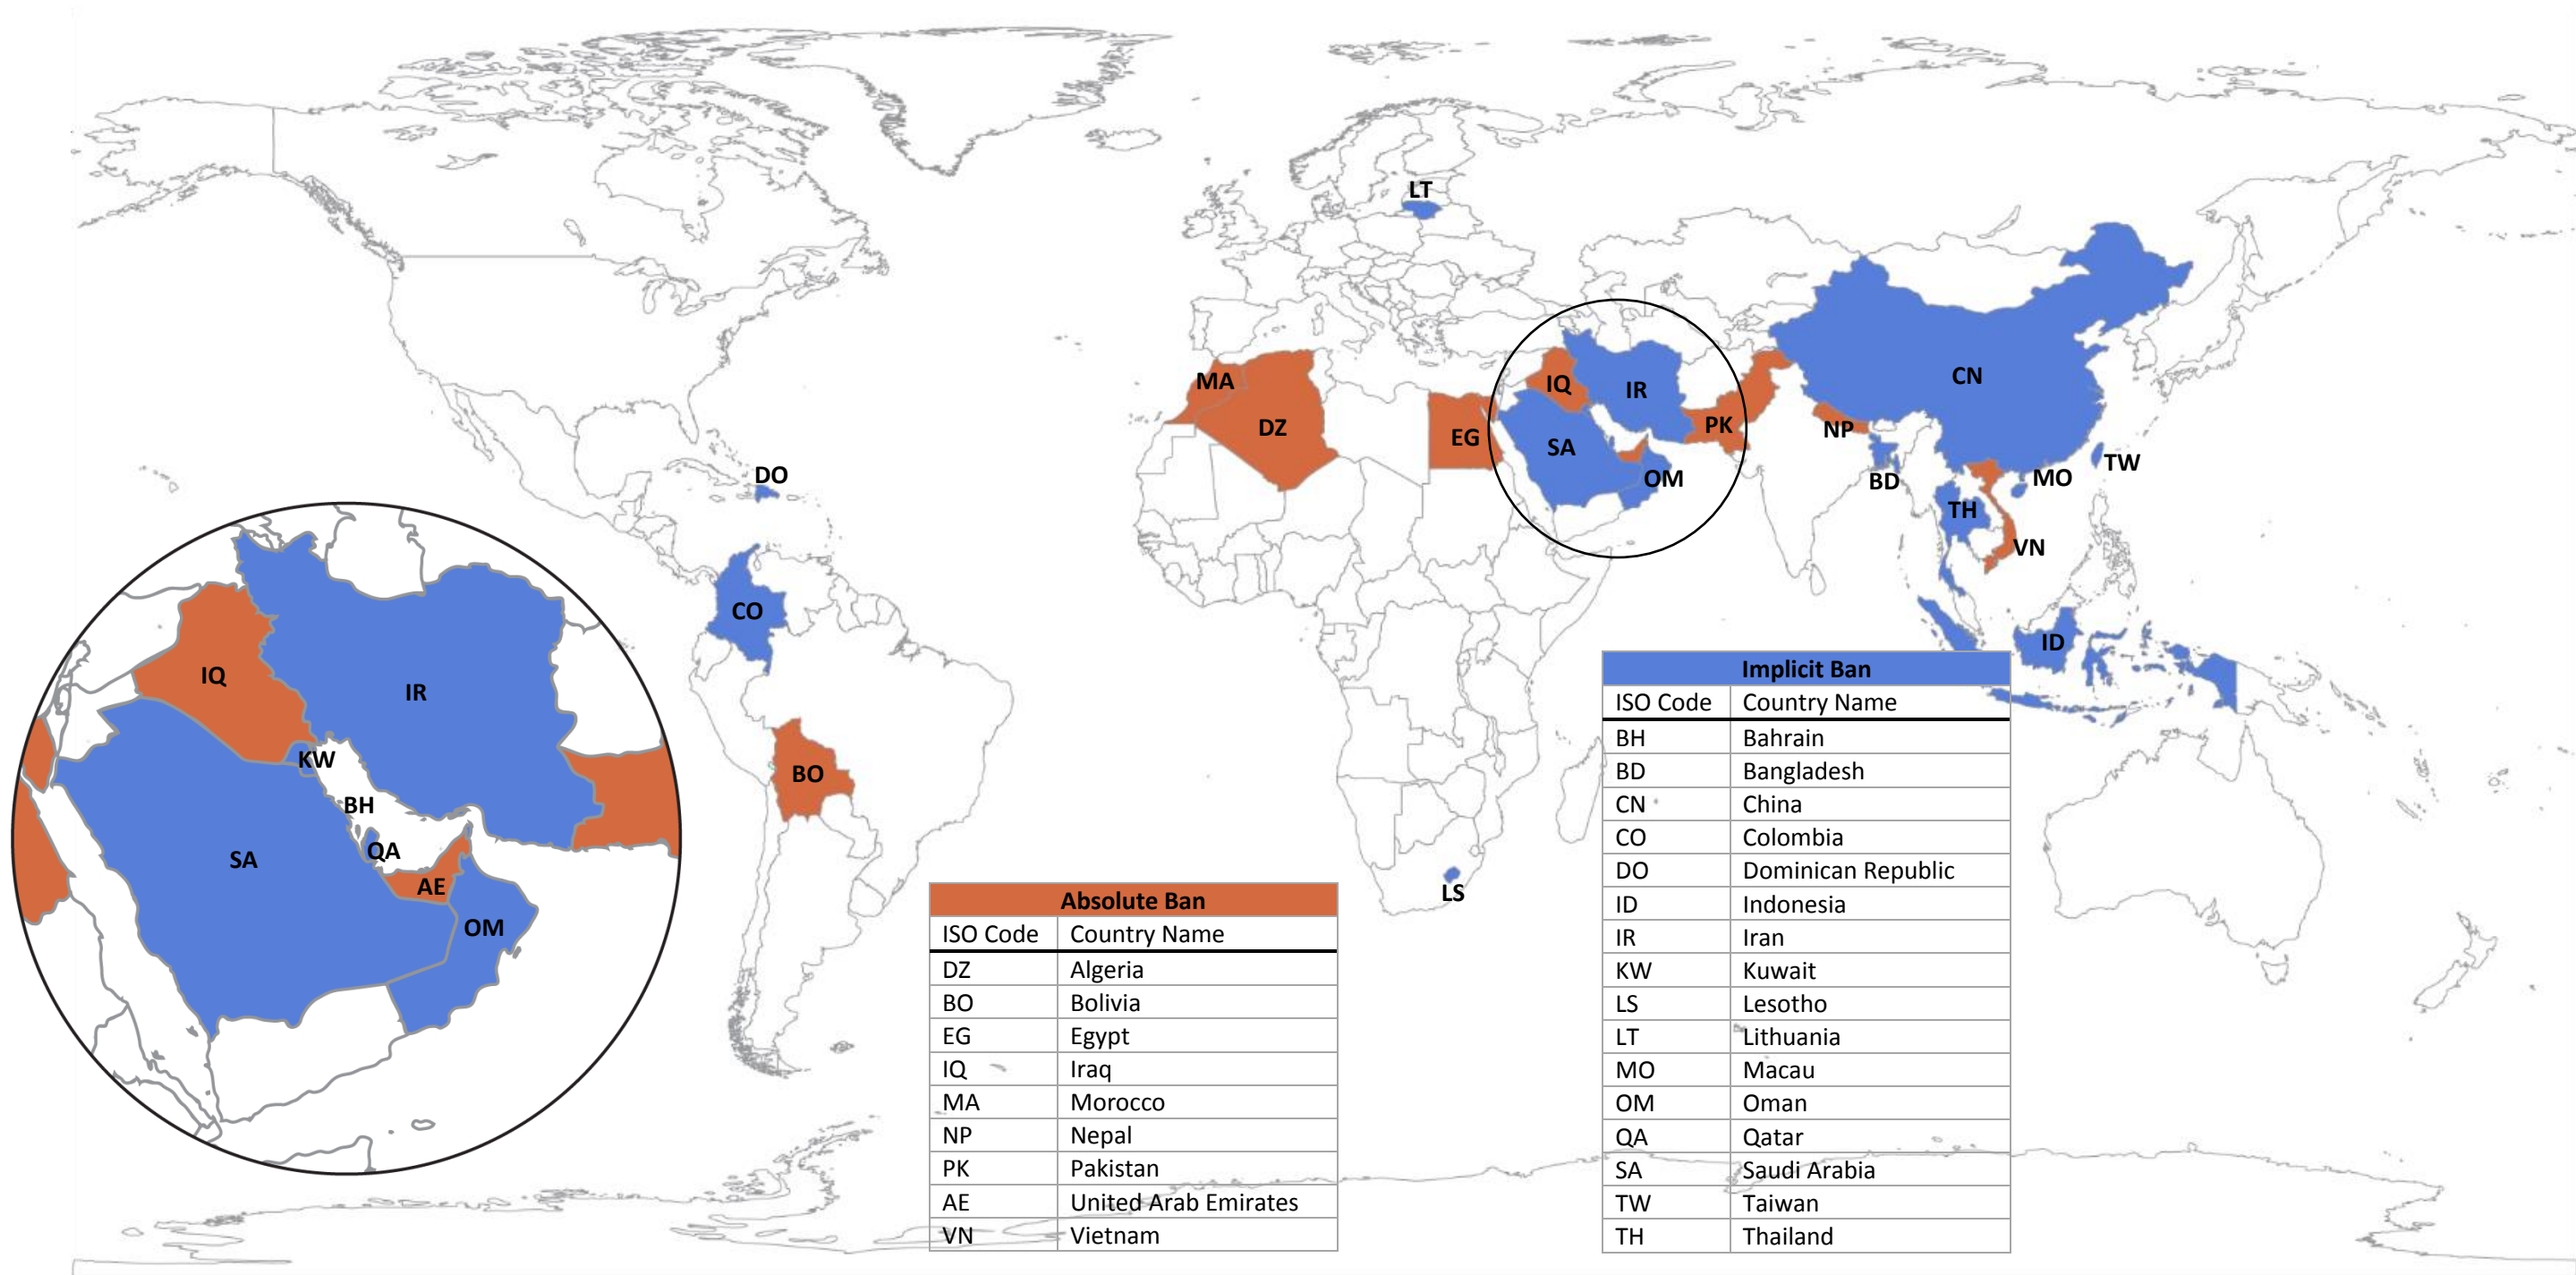 LT
MA
DZ
EG
IQ
IR
SA
OM
PK
NP
CN
BD
MO
TW
TH
VN
ID
LS
DO
CO
BO
IQ
IR
KW
BH
QA
SA
AE
OM
Absolute Ban
ISO Code Country Name
DZ Algeria
BO Bolivia
EG Egypt
IQ Iraq
MA Morocco
NP Nepal
PK Pakistan
AE United Arab Emirates
VN Vietnam
Implicit Ban
ISO Code Country Name
BH Bahrain
BD Bangladesh
CN China
CO Colombia
DO Dominican Republic
ID Indonesia
IR Iran
KW Kuwait
LS Lesotho
LT Lithuania
MO Macau
OM Oman
QA Qatar
SA Saudi Arabia
TW Taiwan
TH Thailand